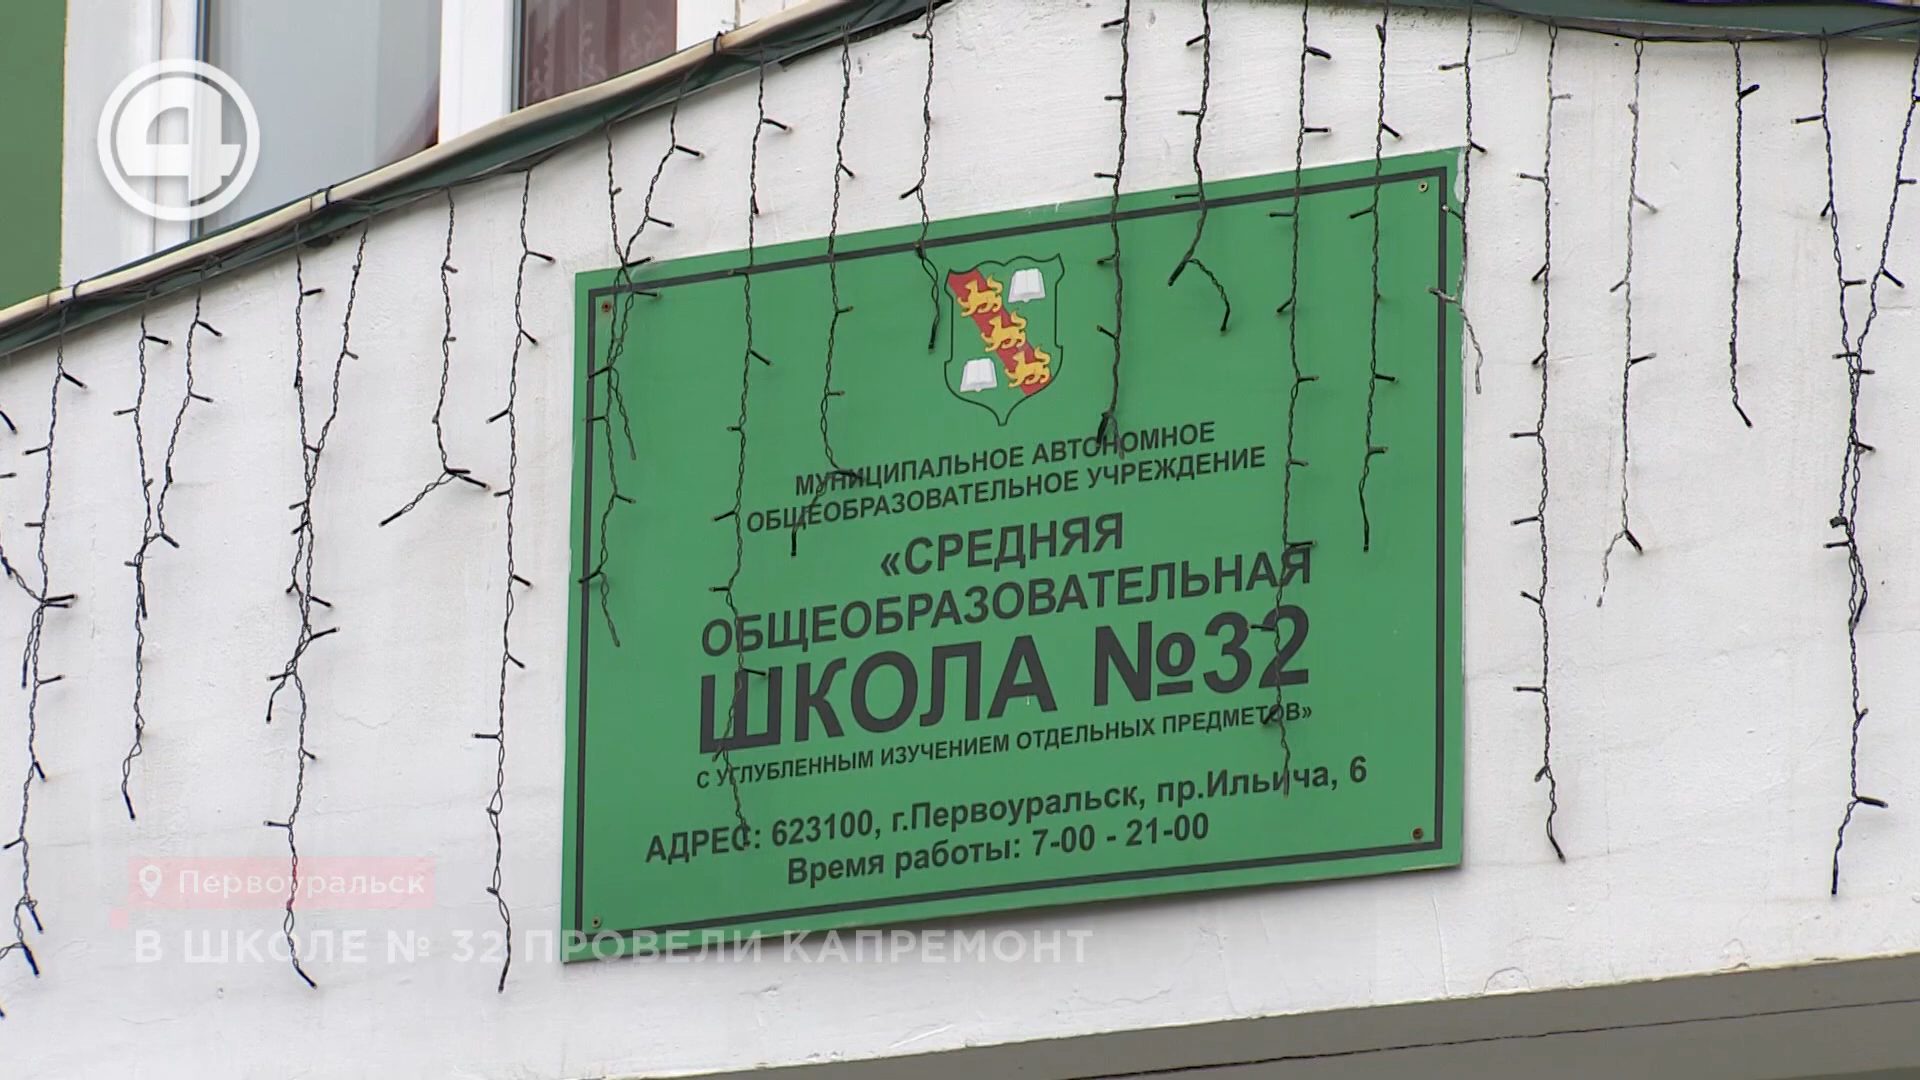 4
МУНИЦИПАЛЬНОЕ АВТОНОМНОЕ
ОБЩЕОБРАЗОВАТЕЛЬНОЕ УЧРЕЖДЕНИЕ
«СРЕДНЯЯ
ОБЩЕОБРАЗОВАТЕЛЬНАЯ
ШКОЛА №32
С УГЛУБЛЕННЫМ ИЗУЧЕНИЕМ ОТДЕЛЬНЫХ ПРЕДМЕТОВ»
АДРЕС: 623100, г.Первоуральск, пр.Ильича, 6
Время работы: 7-00 - 21-00
Первоуральск
В ШКОЛЕ № 32 ПРОВЕЛИ КАПРЕМОНТ